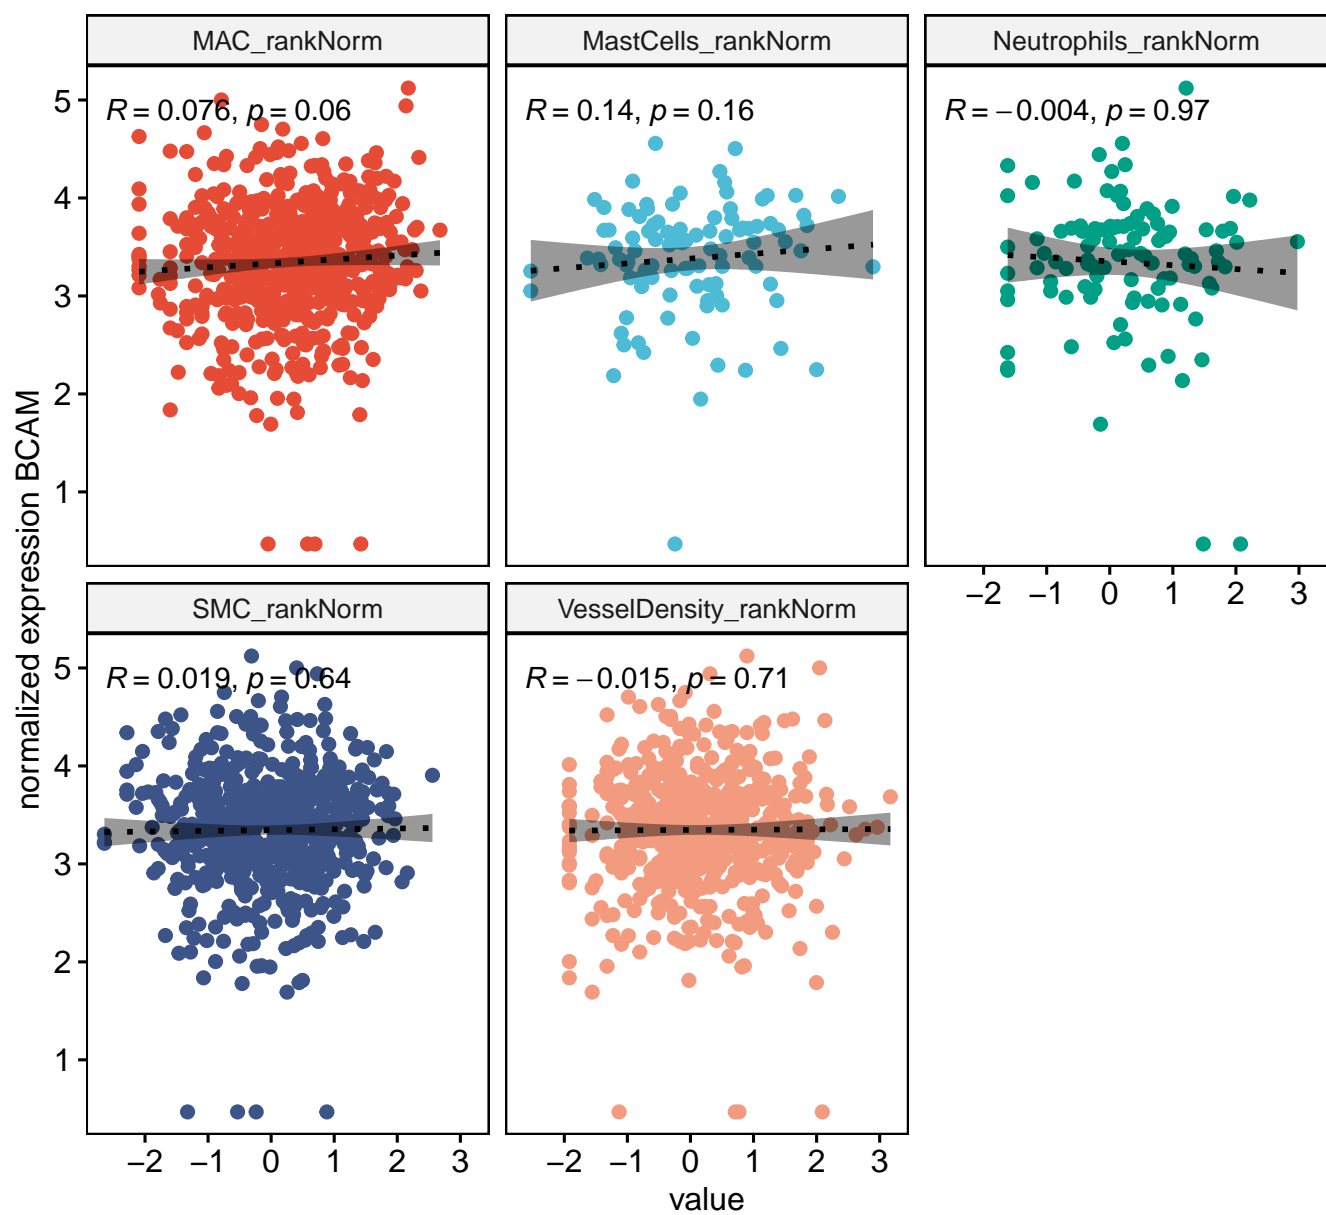 MAC_rankNorm
MastCells_rankNorm
Neutrophils_rankNorm
R = 0.076, p = 0.06
R = 0.14, p = 0.16
R = −0.004, p = 0.97
5
4
3
2
1
−2 −1 0 1 2 3
normalized expression BCAM
SMC_rankNorm
VesselDensity_rankNorm
R = 0.019, p = 0.64
R = −0.015, p = 0.71
5
4
3
2
1
−2 −1 0 1 2 3
−2 −1 0 1 2 3
value